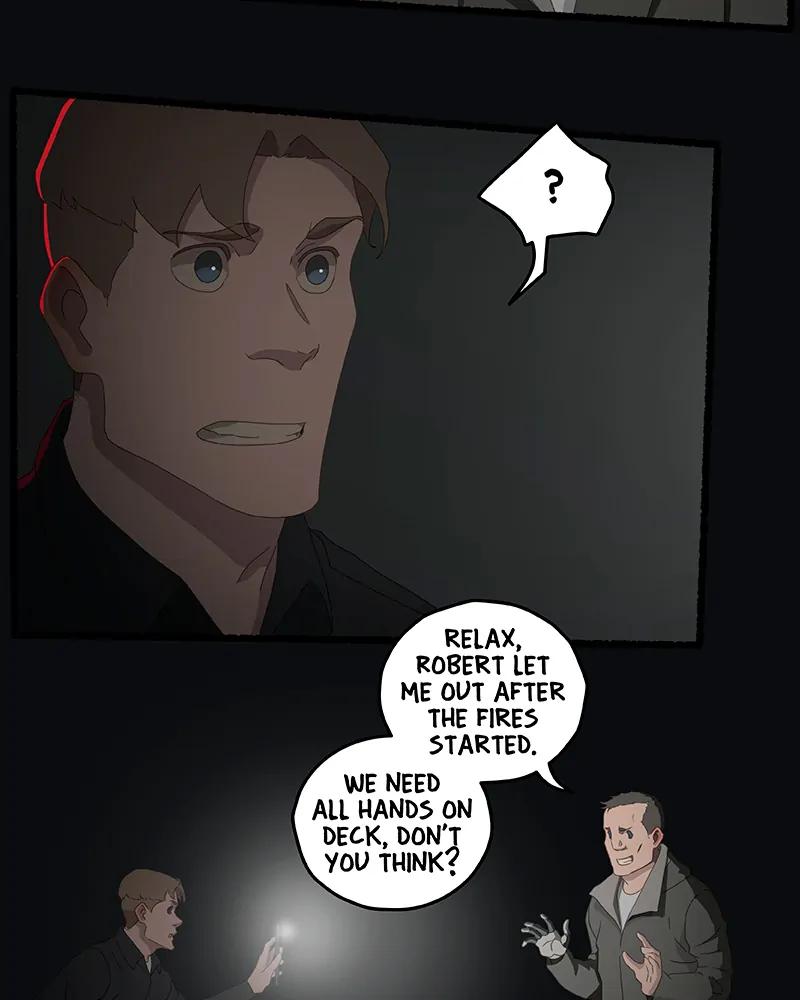 ?
RELAX,
ROBERT LET
ME OUT AFTER
THE FIRES
STARTED.
WE NEED
ALL HANDS ON
DECK, DON'T
YOU THINK?